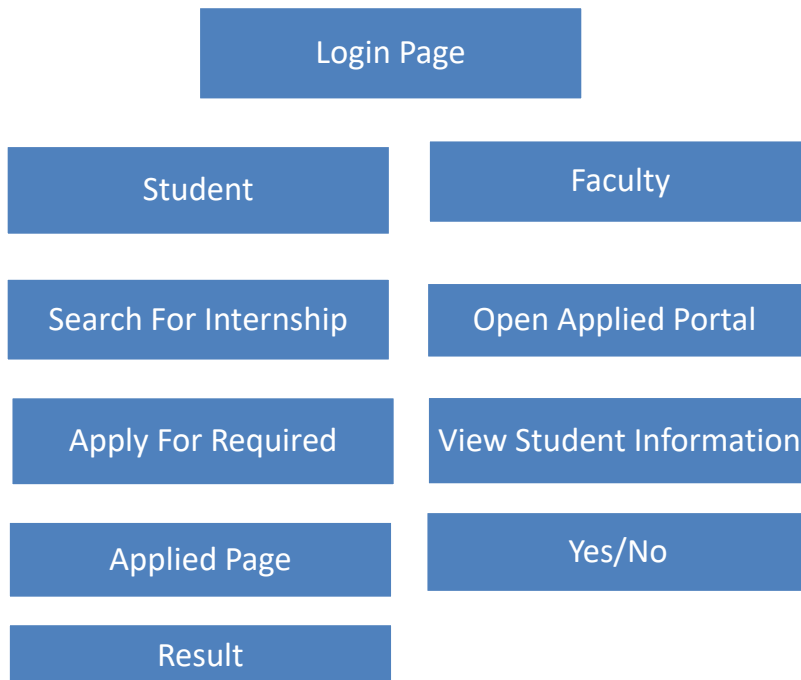 Login Page
Student
Faculty
Search For Internship
Open Applied Portal
Apply For Required
View Student Information
Applied Page
Yes/No
Result